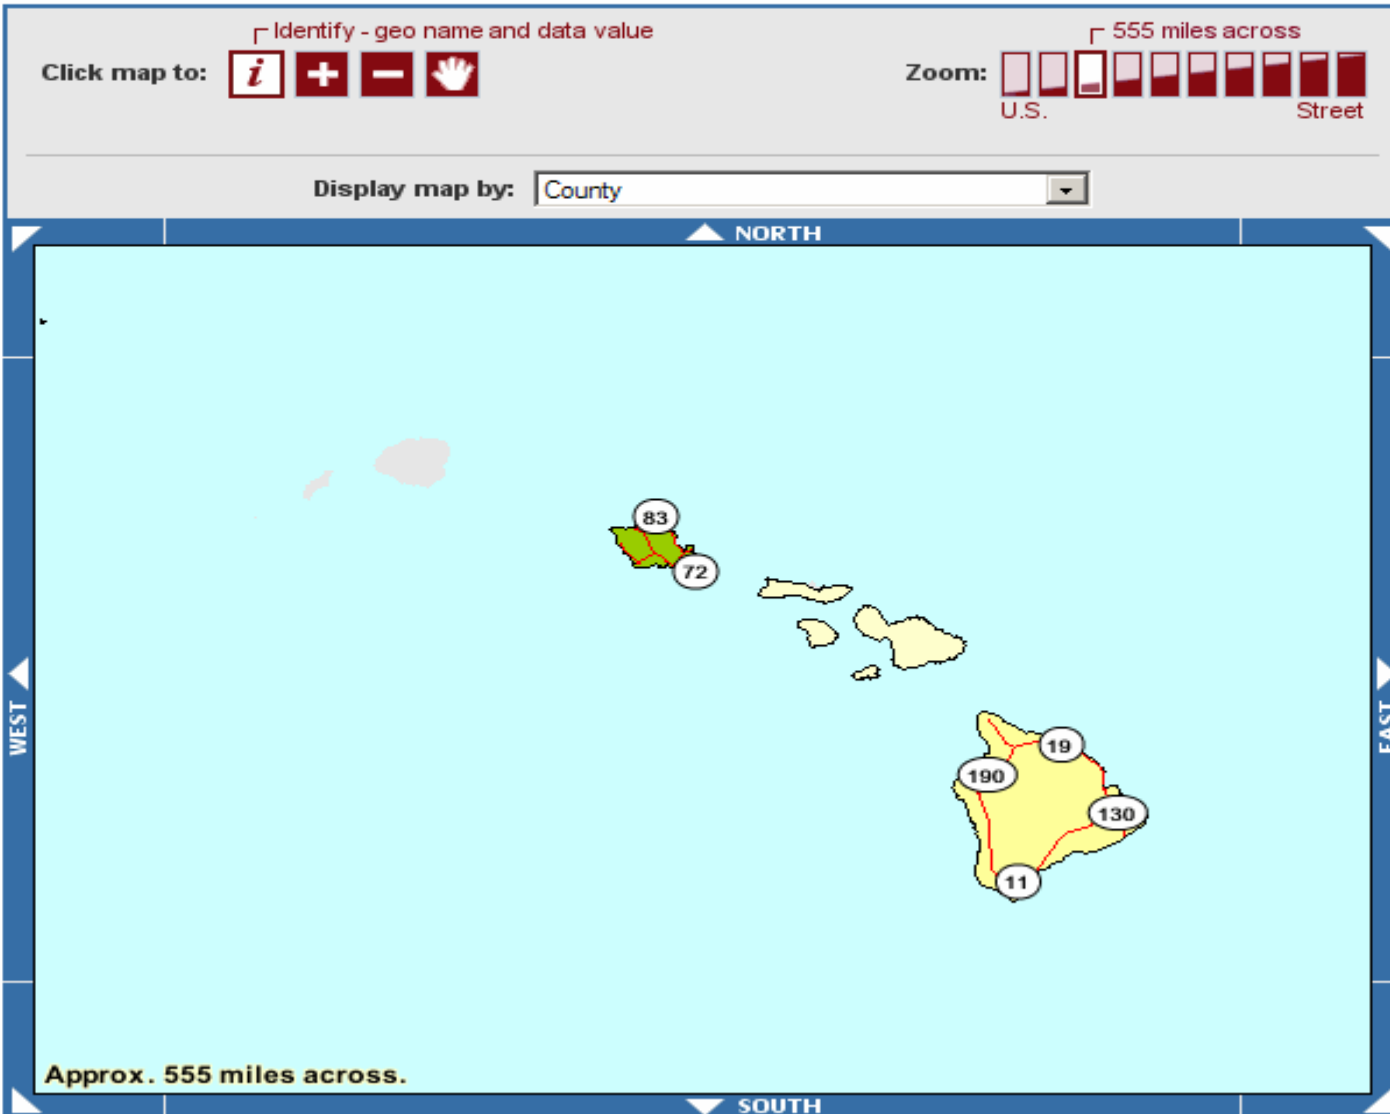 Identify - geo name and data value
555 miles across
Click map to:
i
Zoom:
U.S.
Street
Display map by:
County
NORTH
83
72
WEST
EAST
19
190
130
11
Approx. 555 miles across.
SOUTH